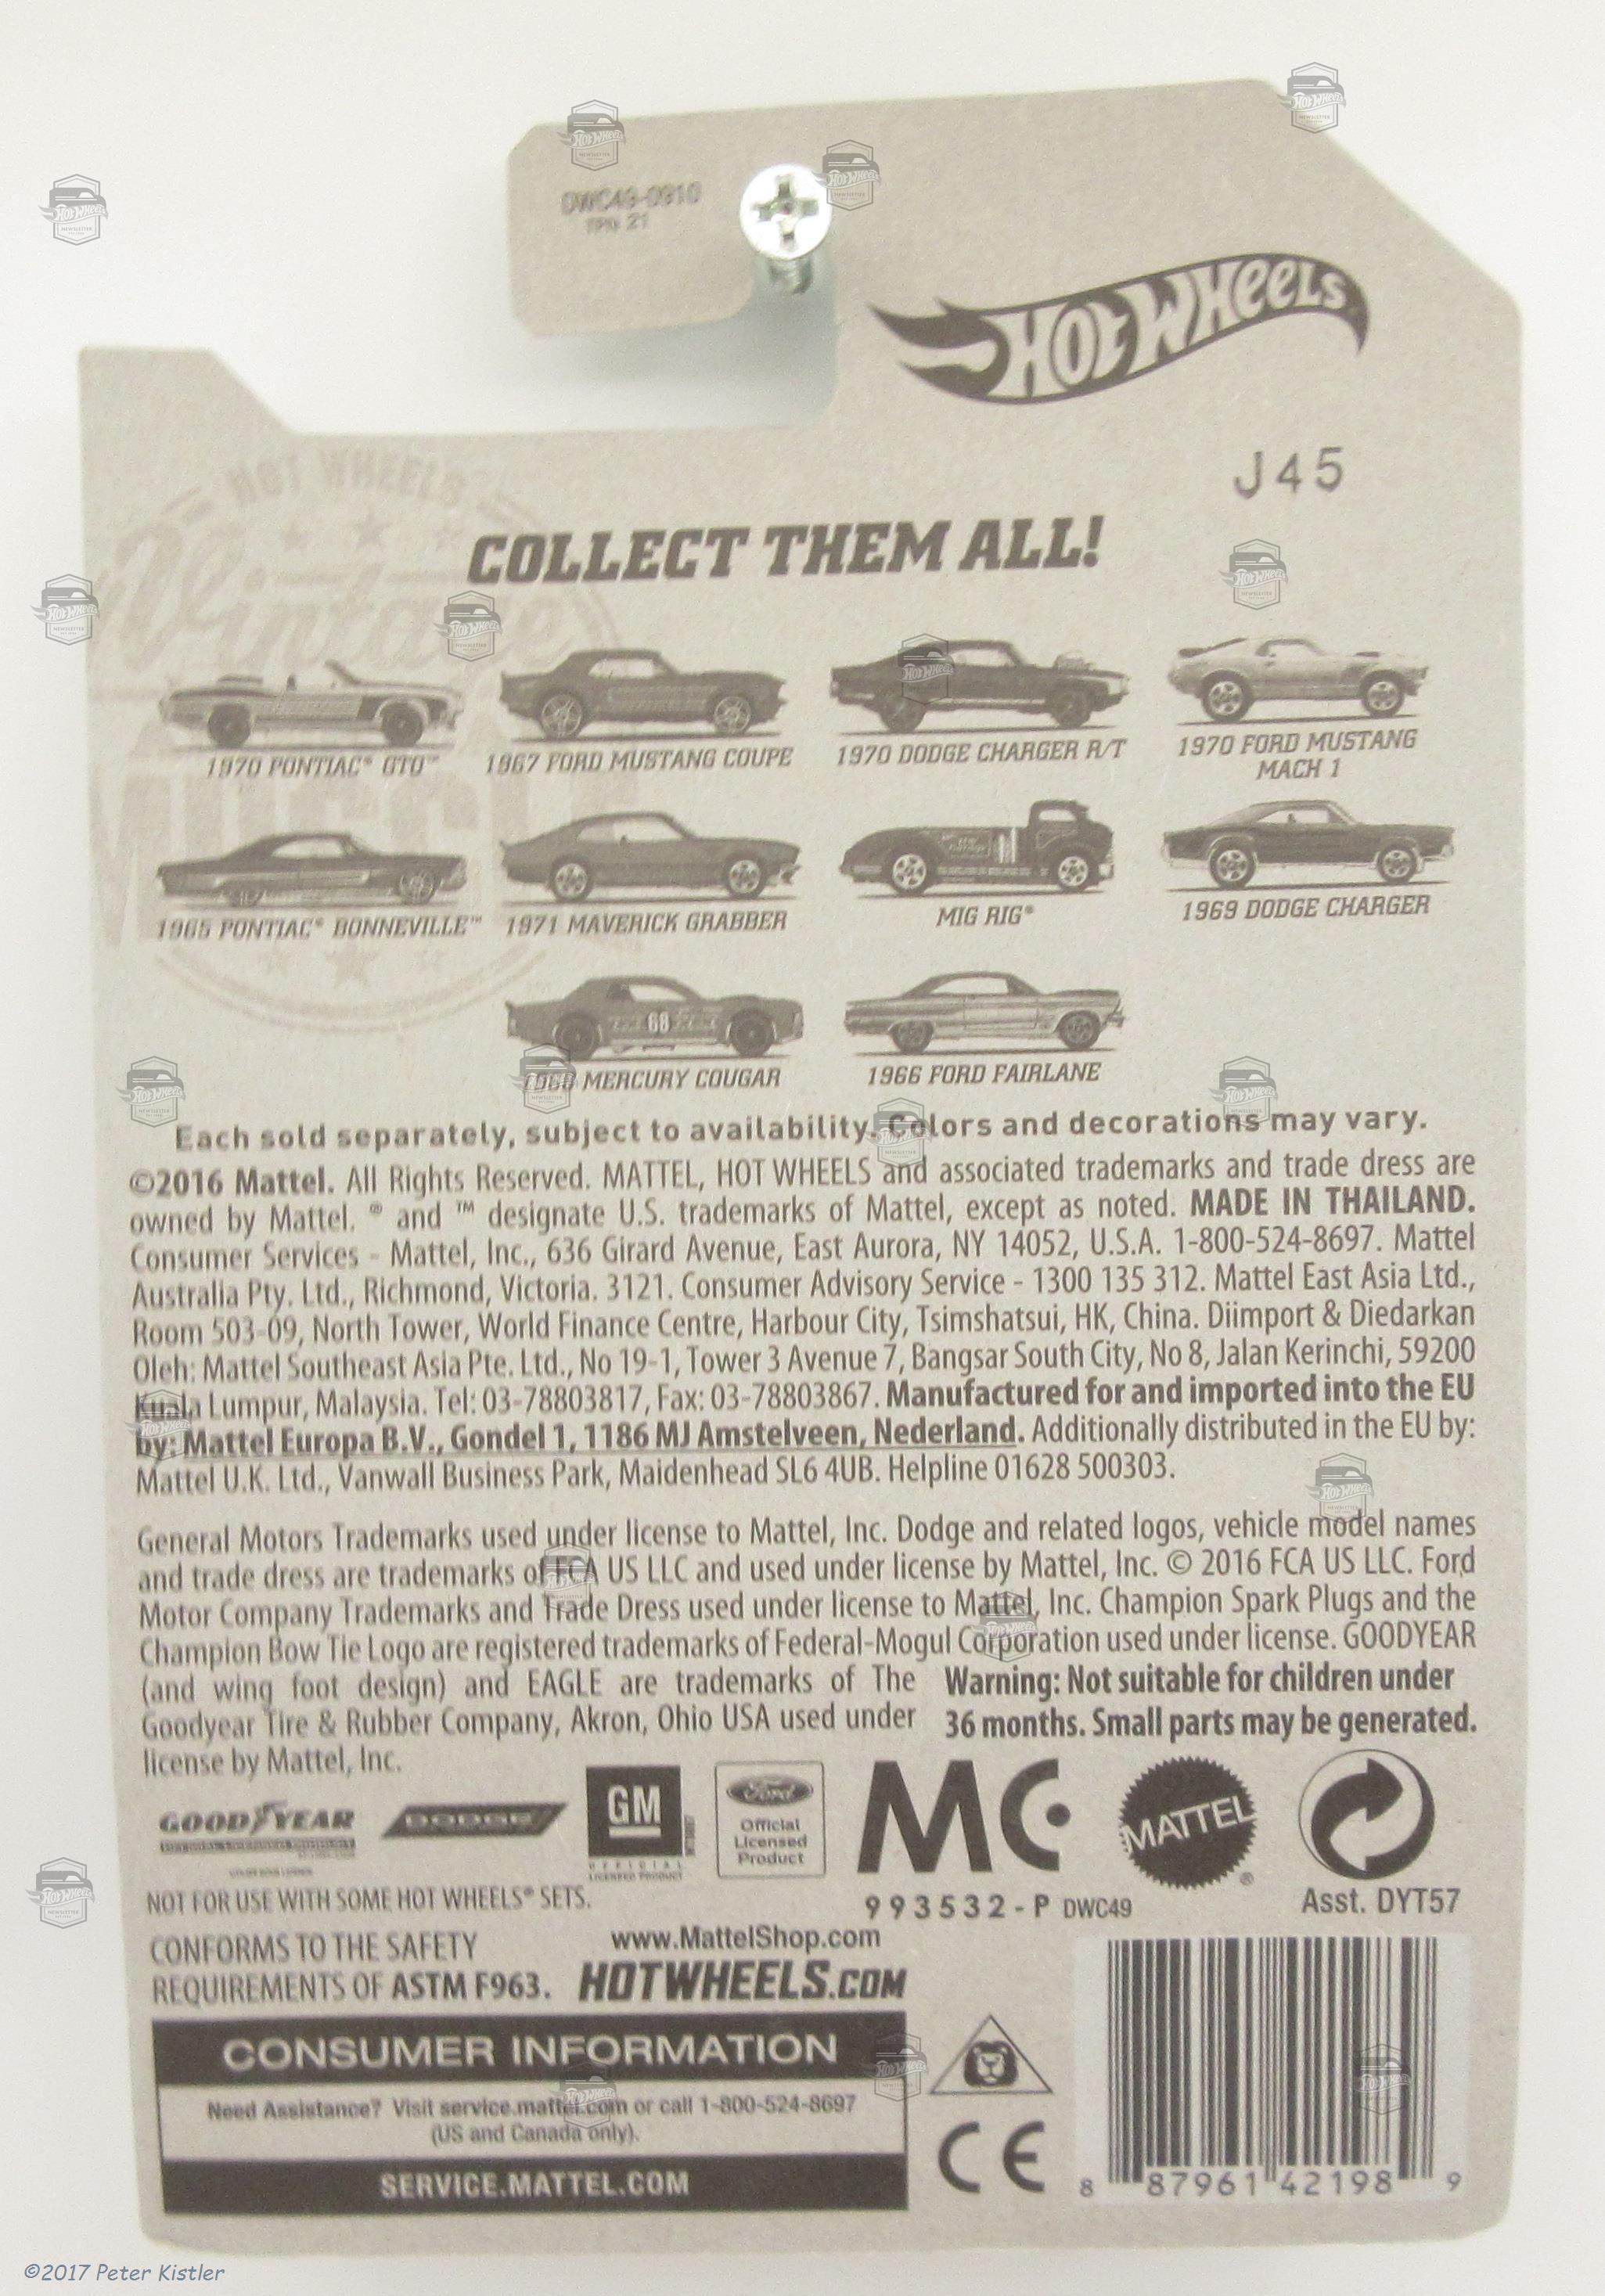 DWC49-0910
TPN 21
HOT WHEELS
J45
HOT WHEELS
Vintage
MUSCLE
COLLECT THEM ALL!
1970 PONTIAC® GTO™
1967 FORD MUSTANG COUPE
1970 DODGE CHARGER R/T
1970 FORD MUSTANG
MACH 1
1965 PONTIAC® BONNEVILLE™
1971 MAVERICK GRABBER
MIG RIG®
1969 DODGE CHARGER
68
MERCURY COUGAR
1966 FORD FAIRLANE
Each sold separately, subject to availability. Colors and decorations may vary.
©2016 Mattel. All Rights Reserved. MATTEL, HOT WHEELS and associated trademarks and trade dress are
owned by Mattel. ® and ™ designate U.S. trademarks of Mattel, except as noted. MADE IN THAILAND.
Consumer Services - Mattel, Inc., 636 Girard Avenue, East Aurora, NY 14052, U.S.A. 1-800-524-8697. Mattel
Australia Pty. Ltd., Richmond, Victoria. 3121. Consumer Advisory Service - 1300 135 312. Mattel East Asia Ltd.,
Room 503-09, North Tower, World Finance Centre, Harbour City, Tsimshatsui, HK, China. Diimport & Diedarkan
Oleh: Mattel Southeast Asia Pte. Ltd., No 19-1, Tower 3 Avenue 7, Bangsar South City, No 8, Jalan Kerinchi, 59200
Kuala Lumpur, Malaysia. Tel: 03-78803817, Fax: 03-78803867. Manufactured for and imported into the EU
by: Mattel Europa B.V., Gondel 1, 1186 MJ Amstelveen, Nederland. Additionally distributed in the EU by:
Mattel U.K. Ltd., Vanwall Business Park, Maidenhead SL6 4UB. Helpline 01628 500303.
General Motors Trademarks used under license to Mattel, Inc. Dodge and related logos, vehicle model names
and trade dress are trademarks of FCA US LLC and used under license by Mattel, Inc. © 2016 FCA US LLC. Ford
Motor Company Trademarks and Trade Dress used under license to Mattel, Inc. Champion Spark Plugs and the
Champion Bow Tie Logo are registered trademarks of Federal-Mogul Corporation used under license. GOODYEAR
(and wing foot design) and EAGLE are trademarks of The
Goodyear Tire & Rubber Company, Akron, Ohio USA used under
license by Mattel, Inc.
Warning: Not suitable for children under
36 months. Small parts may be generated.
GOODYEAR
DODGE
GM
OFFICIAL
LICENSED PRODUCT
Ford
Official
Licensed
Product
MC
MATTEL
®
NOT FOR USE WITH SOME HOT WHEELS® SETS.
993532-P DWC49
Asst. DYT57
CONFORMS TO THE SAFETY
REQUIREMENTS OF ASTM F963.
www.MattelShop.com
HOTWHEELS.COM
CONSUMER INFORMATION
Need Assistance? Visit service.mattel.com or call 1-800-524-8697
(US and Canada only).
SERVICE.MATTEL.COM
CE
8 87961 42198 9
©2017 Peter Kistler